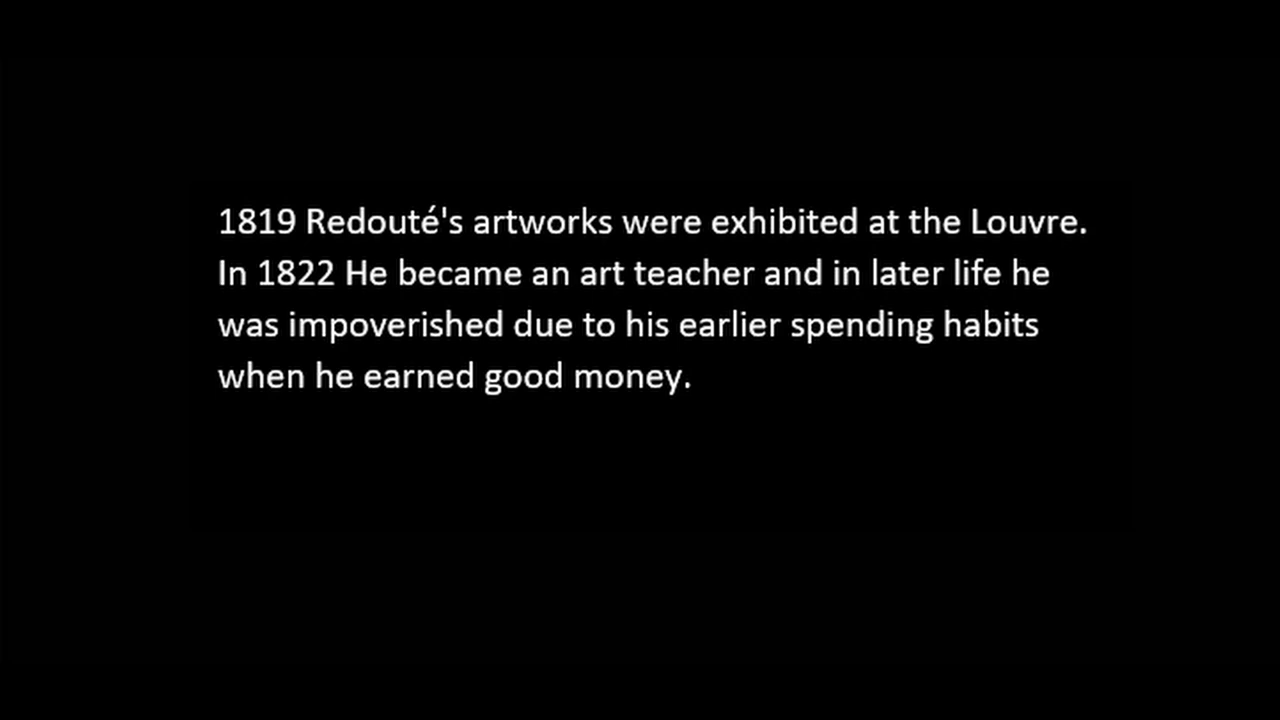 1819 Redouté's artworks were exhibited at the Louvre.
In 1822 He became an art teacher and in later life he
was impoverished due to his earlier spending habits
when he earned good money.